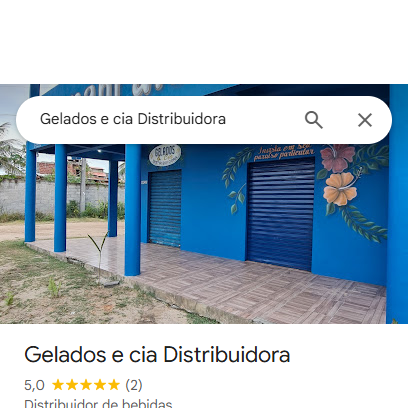 Gelados e cia Distribuidora
GELADOS
Invista em seu
paraíso particular
Gelados e cia Distribuidora
5,0 (2)
Distribuidor de bebidas